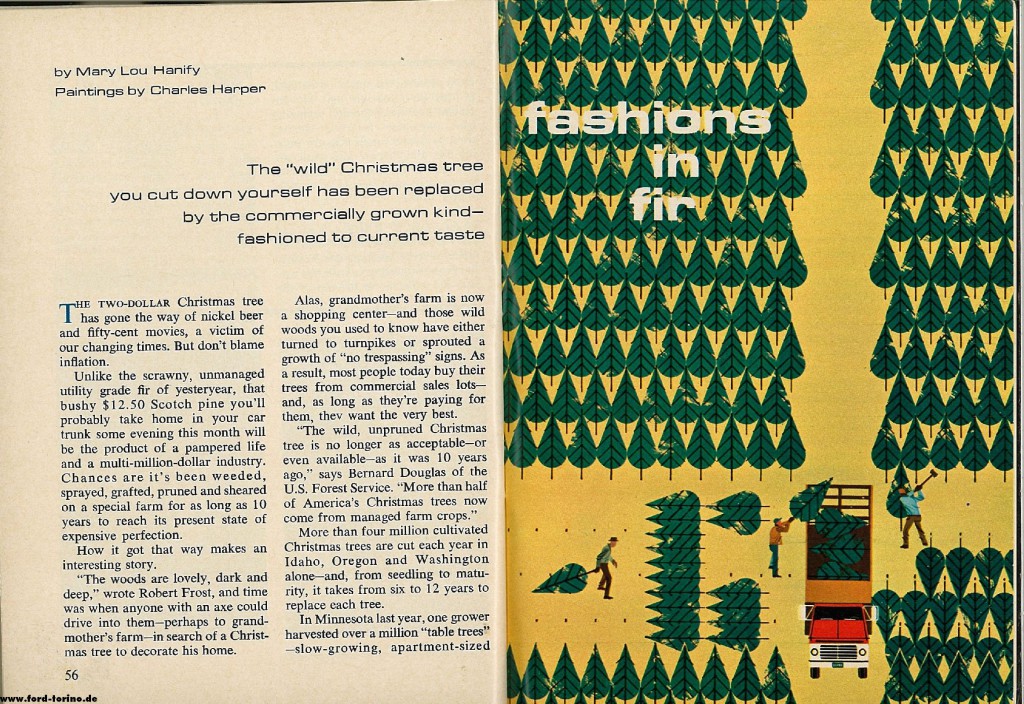 by Mary Lou Hanify
Paintings by Charles Harper
The "wild" Christmas tree
you cut down yourself has been replaced
by the commercially grown kind—
fashioned to current taste
THE TWO-DOLLAR Christmas tree
has gone the way of nickel beer
and fifty-cent movies, a victim of
our changing times. But don't blame
inflation.
Unlike the scrawny, unmanaged
utility grade fir of yesteryear, that
bushy $12.50 Scotch pine you'll
probably take home in your car
trunk some evening this month will
be the product of a pampered life
and a multi-million-dollar industry.
Chances are it's been weeded,
sprayed, grafted, pruned and sheared
on a special farm for as long as 10
years to reach its present state of
expensive perfection.
How it got that way makes an
interesting story.
"The woods are lovely, dark and
deep," wrote Robert Frost, and time
was when anyone with an axe could
drive into them—perhaps to grand-
mother's farm—in search of a Christ-
mas tree to decorate his home.
Alas, grandmother's farm is now
a shopping center—and those wild
woods you used to know have either
turned to turnpikes or sprouted a
growth of "no trespassing" signs. As
a result, most people today buy their
trees from commercial sales lots—
and, as long as they're paying for
them, they want the very best.
"The wild, unpruned Christmas
tree is no longer as acceptable—or
even available—as it was 10 years
ago," says Bernard Douglas of the
U.S. Forest Service. "More than half
of America's Christmas trees now
come from managed farm crops."
More than four million cultivated
Christmas trees are cut each year in
Idaho, Oregon and Washington
alone—and, from seedling to matu-
rity, it takes from six to 12 years to
replace each tree.
In Minnesota last year, one grower
harvested over a million "table trees"
—slow-growing, apartment-sized
56
www.ford-torino.de
fashions
in
fir